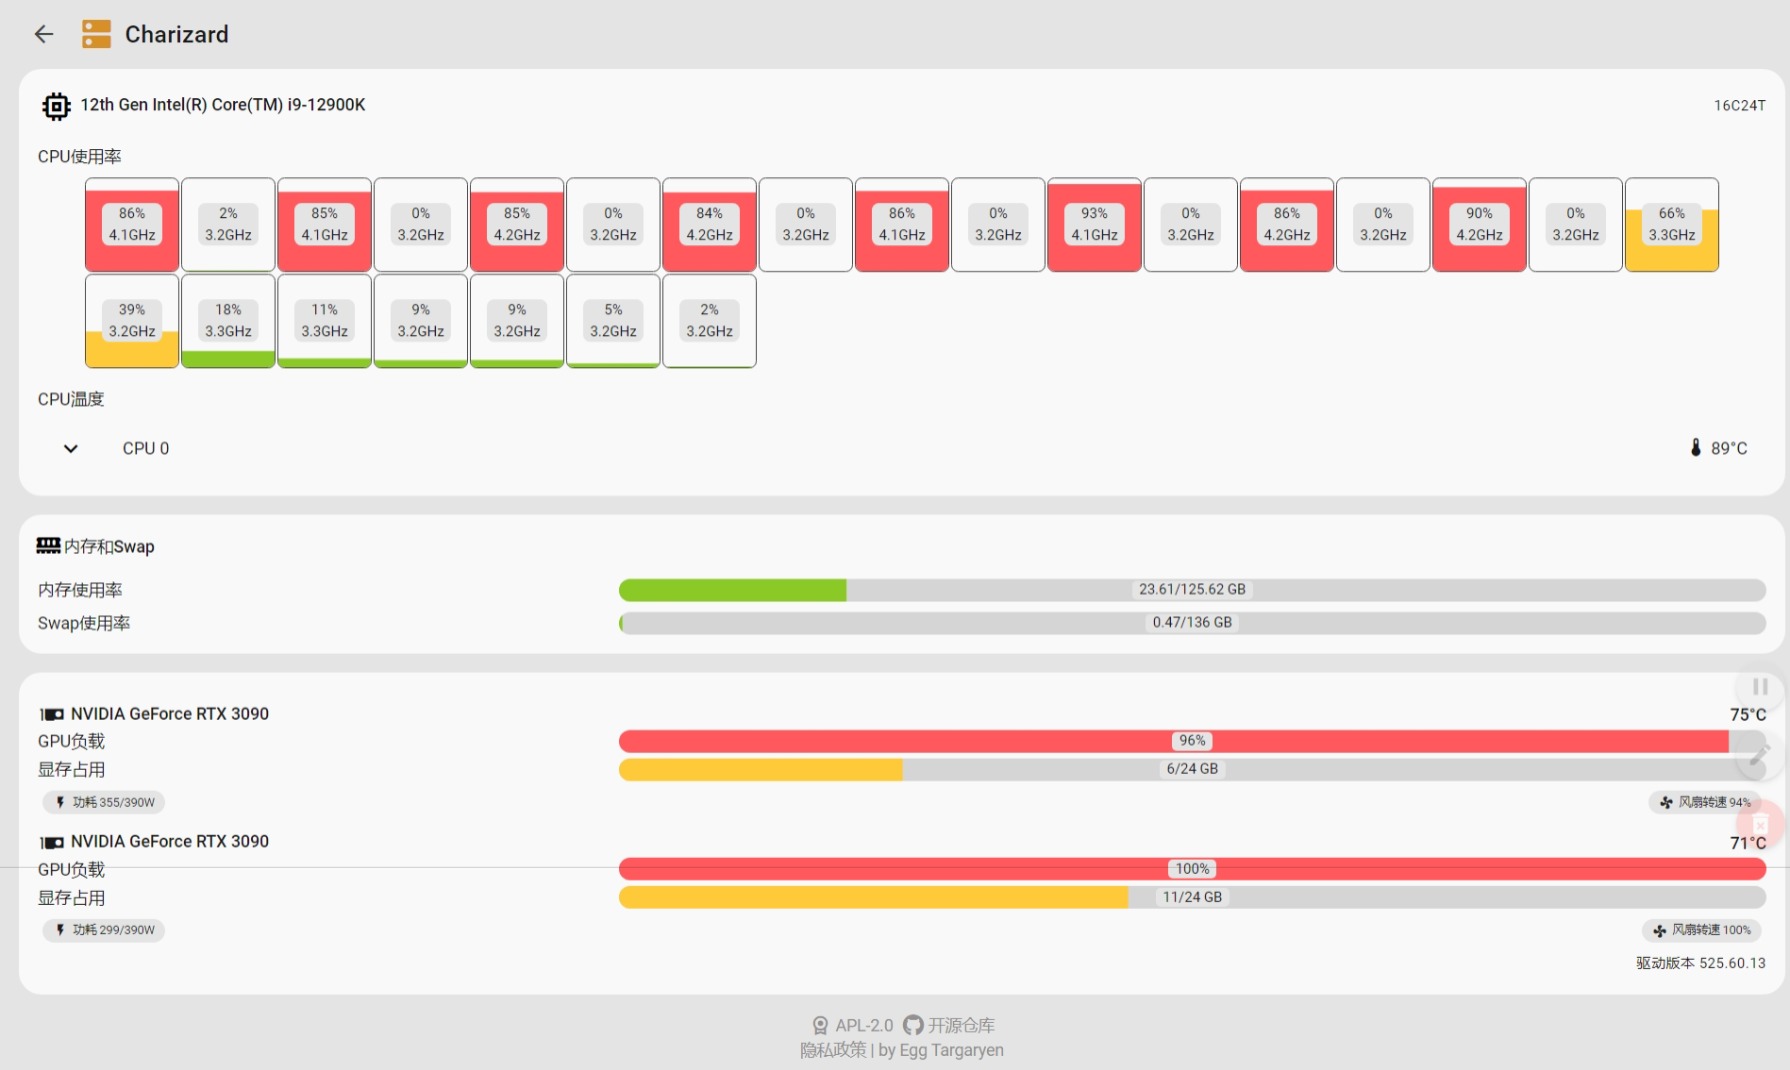 Charizard
12th Gen Intel(R) Core(TM) i9-12900K
16C24T
CPU使用率
86% 2% 85% 0% 85% 0% 84% 0% 86% 0% 93% 0% 86% 0% 90% 0% 66%
4.1GHz 3.2GHz 4.1GHz 3.2GHz 4.2GHz 3.2GHz 4.2GHz 3.2GHz 4.1GHz 3.2GHz 4.1GHz 3.2GHz 4.2GHz 3.2GHz 4.2GHz 3.2GHz 3.3GHz
39% 18% 11% 9% 9% 5% 2%
3.2GHz 3.3GHz 3.3GHz 3.2GHz 3.2GHz 3.2GHz 3.2GHz
CPU温度
CPU 0
89°C
内存和Swap
内存使用率
23.61/125.62 GB
Swap使用率
0.47/136 GB
NVIDIA GeForce RTX 3090
75°C
GPU负载
96%
显存占用
6/24 GB
功耗 355/390W
风扇转速 94%
NVIDIA GeForce RTX 3090
71°C
GPU负载
100%
显存占用
11/24 GB
功耗 299/390W
风扇转速 100%
驱动版本 525.60.13
APL-2.0 开源仓库
隐私政策 | by Egg Targaryen